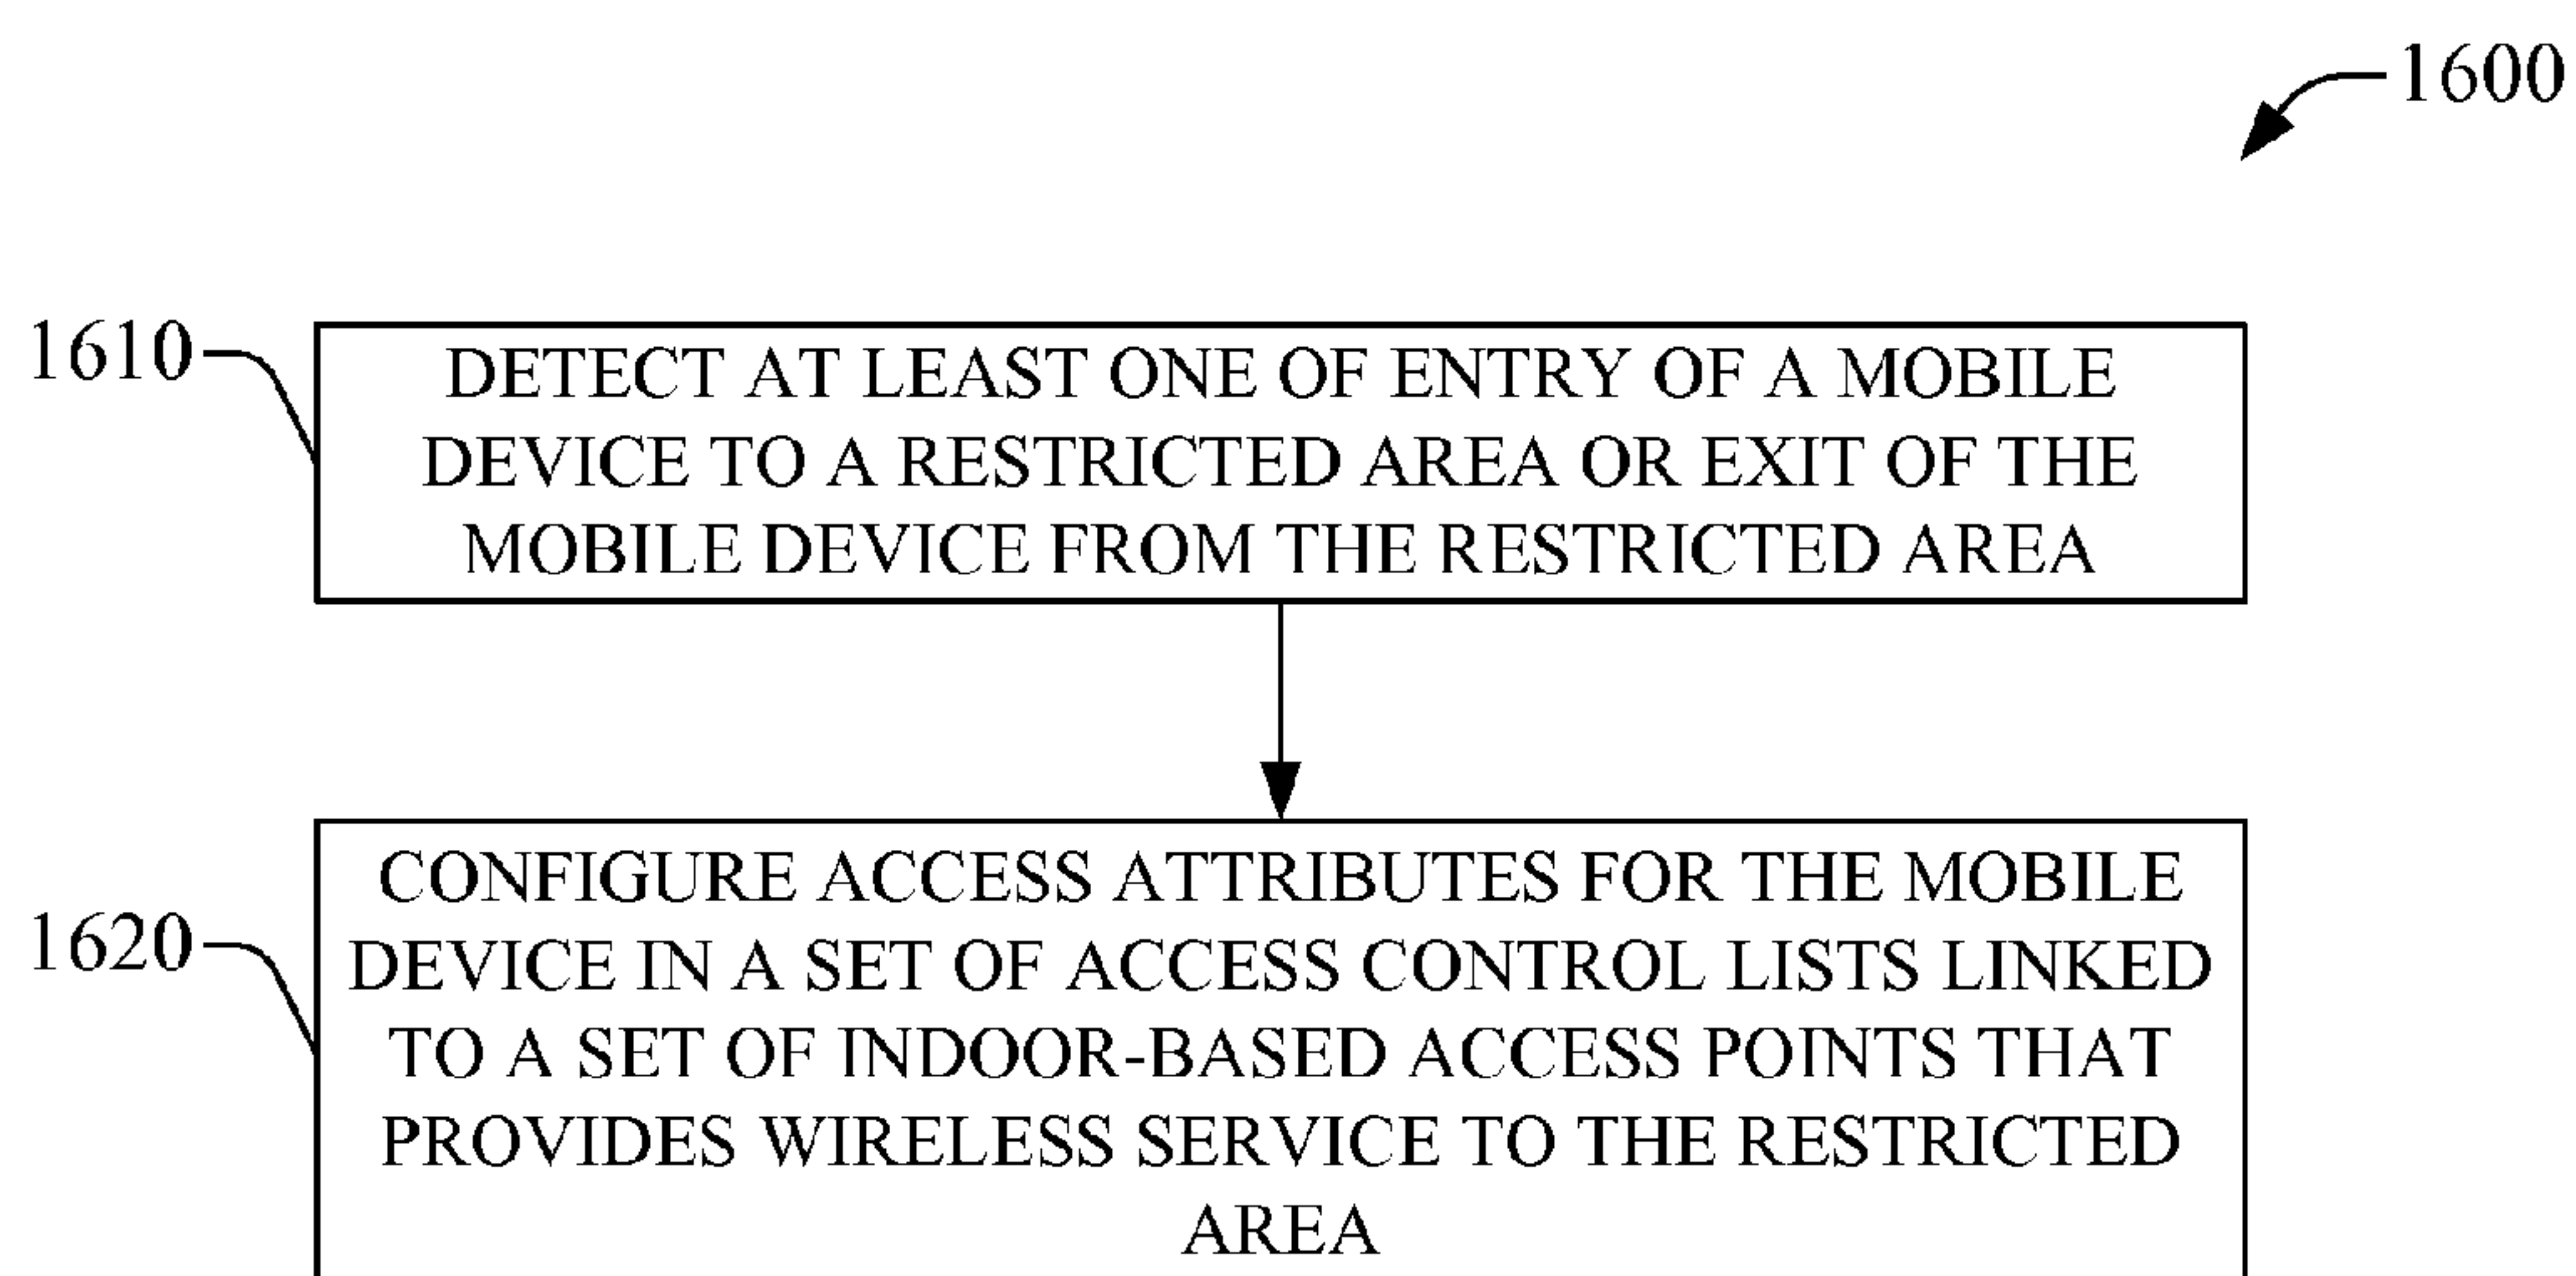 1600
1610
DETECT AT LEAST ONE OF ENTRY OF A MOBILE
DEVICE TO A RESTRICTED AREA OR EXIT OF THE
MOBILE DEVICE FROM THE RESTRICTED AREA
1620
CONFIGURE ACCESS ATTRIBUTES FOR THE MOBILE
DEVICE IN A SET OF ACCESS CONTROL LISTS LINKED
TO A SET OF INDOOR-BASED ACCESS POINTS THAT
PROVIDES WIRELESS SERVICE TO THE RESTRICTED
AREA